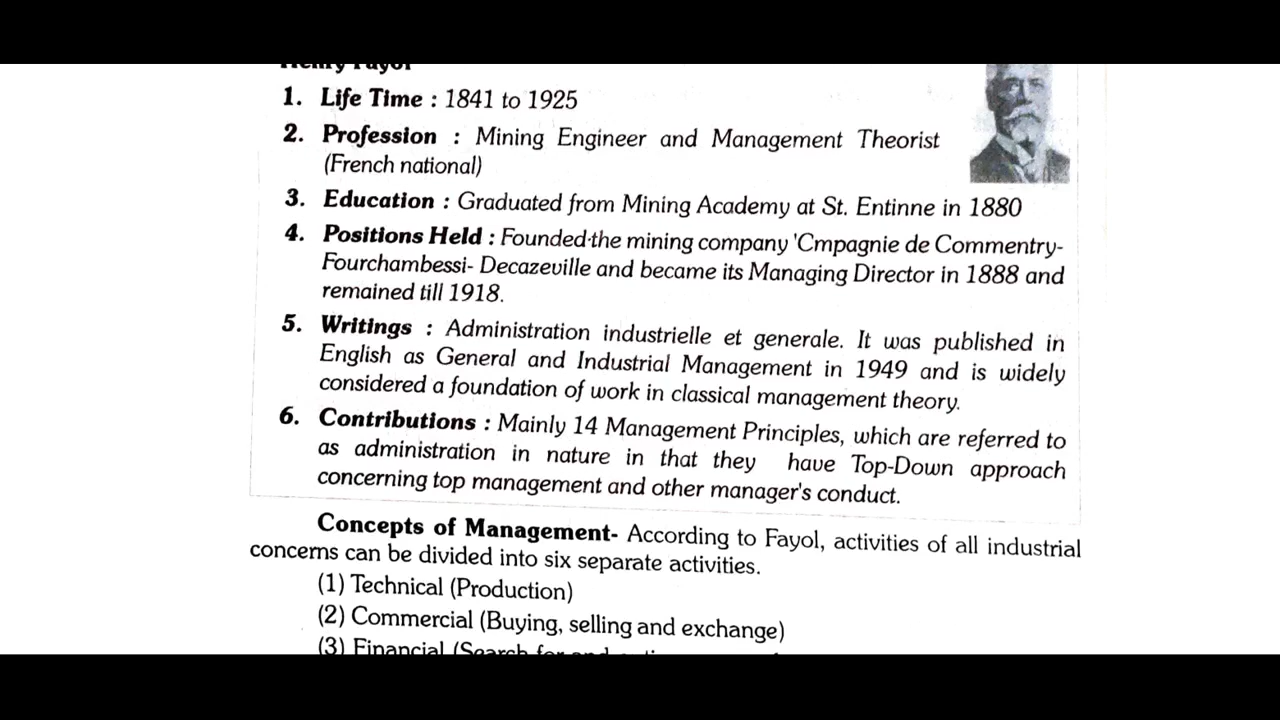 Henry Fayol
1. Life Time : 1841 to 1925
2. Profession : Mining Engineer and Management Theorist
(French national)
3. Education : Graduated from Mining Academy at St. Entinne in 1880
4. Positions Held : Founded the mining company 'Cmpagnie de Commentry-
Fourchambessi- Decazeville and became its Managing Director in 1888 and
remained till 1918.
5. Writings : Administration industrielle et generale. It was published in
English as General and Industrial Management in 1949 and is widely
considered a foundation of work in classical management theory.
6. Contributions : Mainly 14 Management Principles, which are referred to
as administration in nature in that they have Top-Down approach
concerning top management and other manager's conduct.
Concepts of Management- According to Fayol, activities of all industrial
concerns can be divided into six separate activities.
(1) Technical (Production)
(2) Commercial (Buying, selling and exchange)
(3) Financial (Search for and